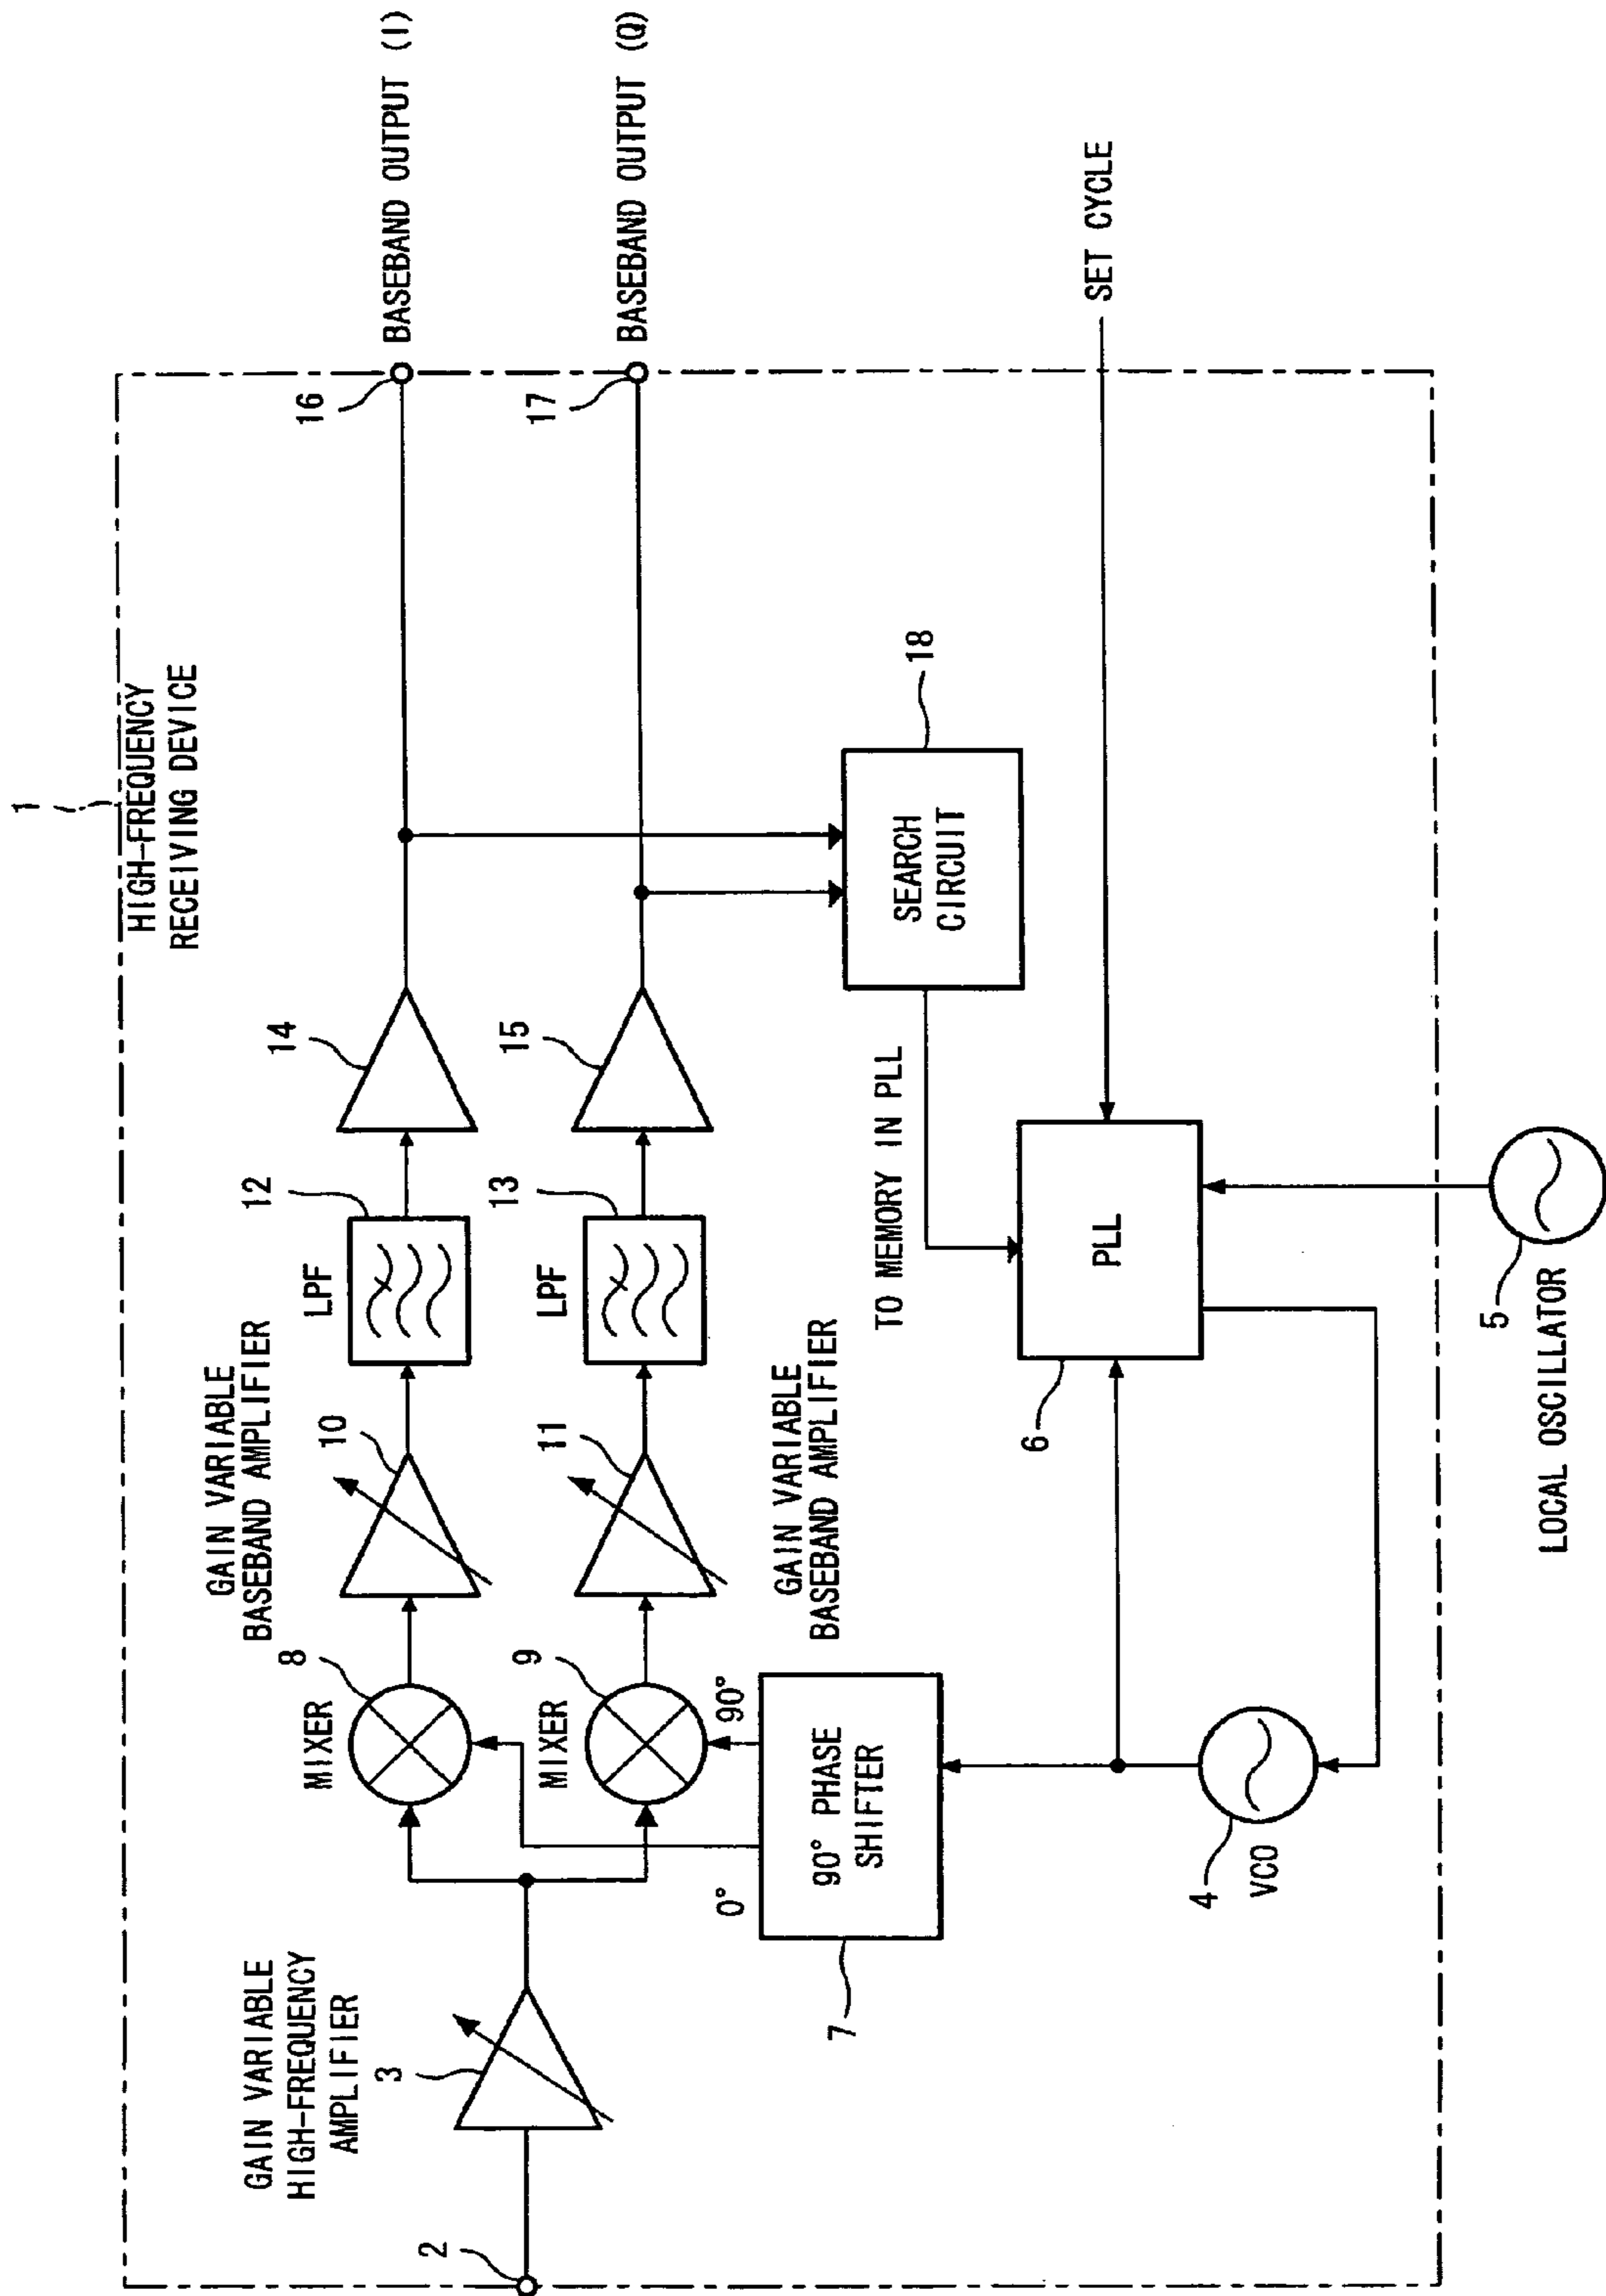 1
HIGH-FREQUENCY
RECEIVING DEVICE
GAIN VARIABLE
HIGH-FREQUENCY
AMPLIFIER
2
3
MIXER
8
GAIN VARIABLE
BASEBAND AMPLIFIER
10
LPF
12
14
16
BASEBAND OUTPUT (I)
MIXER
9
11
GAIN VARIABLE
BASEBAND AMPLIFIER
LPF
13
15
17
BASEBAND OUTPUT (Q)
0°
90°
90° PHASE
SHIFTER
7
TO MEMORY IN PLL
SEARCH
CIRCUIT
18
4
VCO
6
PLL
SET CYCLE
5
LOCAL OSCILLATOR